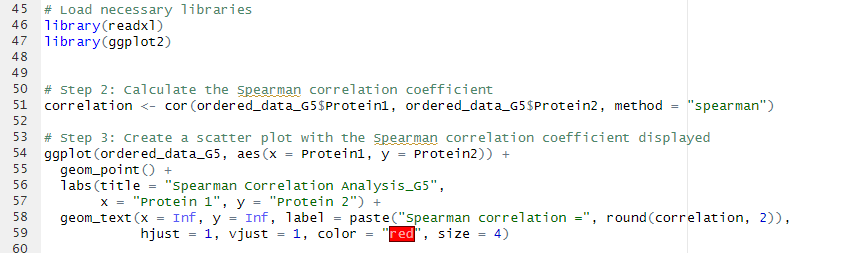 45 # Load necessary libraries
46 library(readxl)
47 library(ggplot2)
48
49
50 # Step 2: Calculate the Spearman correlation coefficient
51 correlation <- cor(ordered_data_G5$Protein1, ordered_data_G5$Protein2, method = "spearman")
52
53 # Step 3: Create a scatter plot with the Spearman correlation coefficient displayed
54 ggplot(ordered_data_G5, aes(x = Protein1, y = Protein2)) +
55   geom_point() +
56   labs(title = "Spearman Correlation Analysis_G5",
57        x = "Protein 1", y = "Protein 2") +
58   geom_text(x = Inf, y = Inf, label = paste("Spearman correlation =", round(correlation, 2)),
59             hjust = 1, vjust = 1, color = "red", size = 4)
60